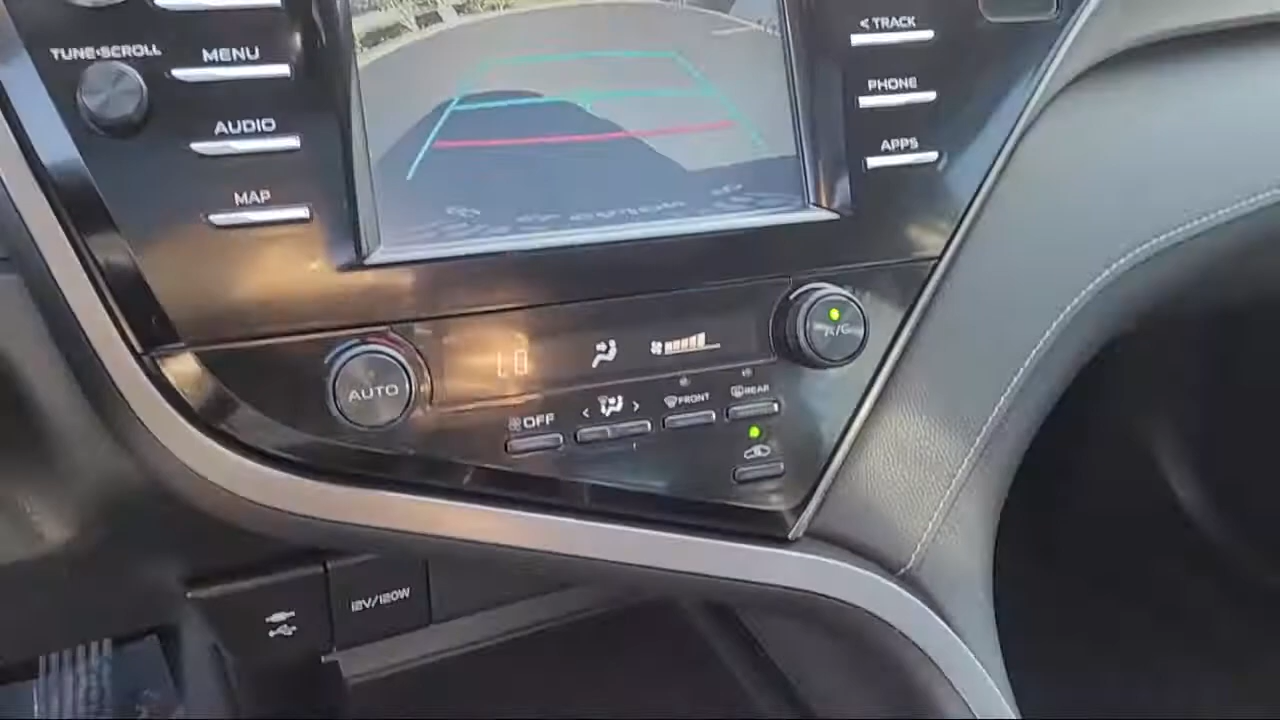 TUNE•SCROLL
MENU
AUDIO
MAP
< TRACK
PHONE
APPS
AUTO
LO
A/C
OFF
< >
FRONT
REAR
12V/120W